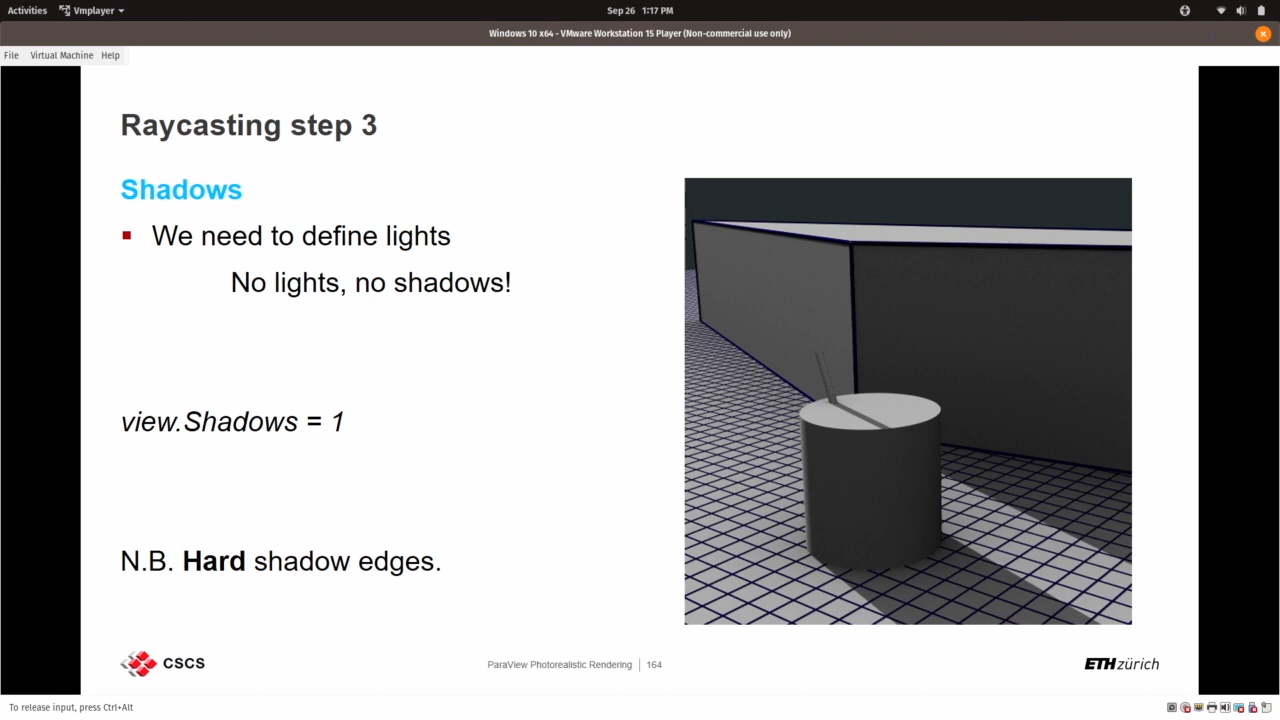 Activities
Vmplayer
Sep 26 1:17 PM
Windows 10 x64 - VMware Workstation 15 Player (Non-commercial use only)
File Virtual Machine Help
Raycasting step 3
Shadows
We need to define lights
No lights, no shadows!
view.Shadows = 1
N.B. Hard shadow edges.
CSCS
ParaView Photorealistic Rendering 164
ETH zürich
To release input, press Ctrl+Alt